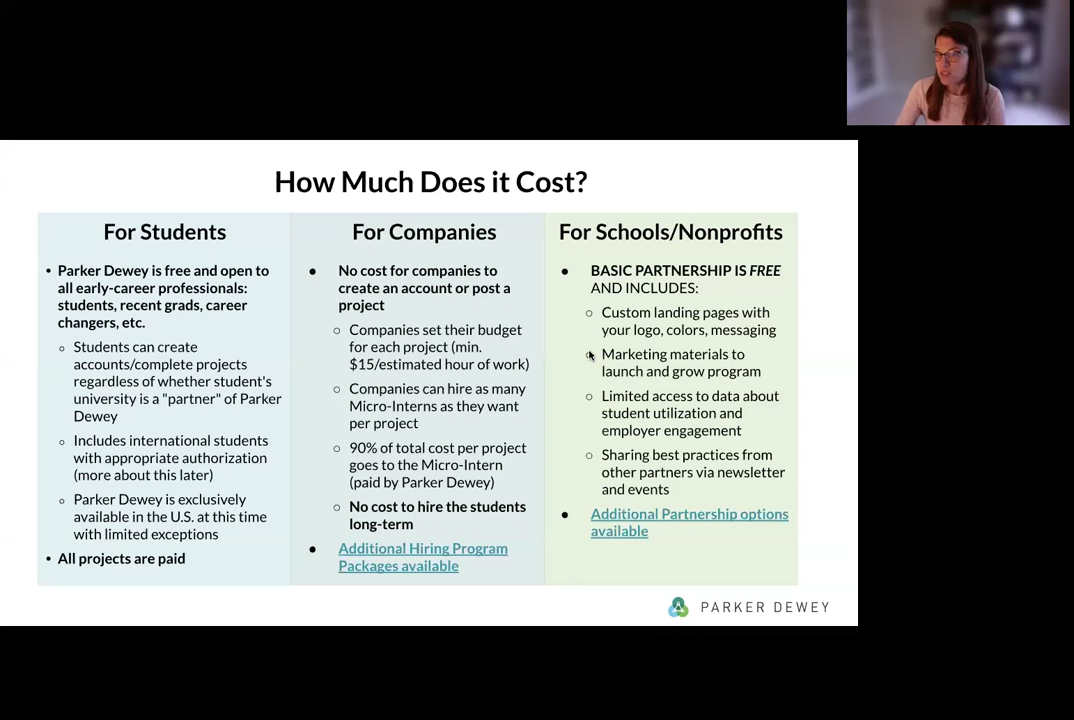 How Much Does it Cost?
For Students
• Parker Dewey is free and open to
all early-career professionals:
students, recent grads, career
changers, etc.
○ Students can create
accounts/complete projects
regardless of whether student's
university is a "partner" of Parker
Dewey
○ Includes international students
with appropriate authorization
(more about this later)
○ Parker Dewey is exclusively
available in the U.S. at this time
with limited exceptions
• All projects are paid
For Companies
● No cost for companies to
create an account or post a
project
○ Companies set their budget
for each project (min.
$15/estimated hour of work)
○ Companies can hire as many
Micro-Interns as they want
per project
○ 90% of total cost per project
goes to the Micro-Intern
(paid by Parker Dewey)
○ No cost to hire the students
long-term
● Additional Hiring Program
Packages available
For Schools/Nonprofits
● BASIC PARTNERSHIP IS FREE
AND INCLUDES:
○ Custom landing pages with
your logo, colors, messaging
○ Marketing materials to
launch and grow program
○ Limited access to data about
student utilization and
employer engagement
○ Sharing best practices from
other partners via newsletter
and events
● Additional Partnership options
available
PARKER DEWEY